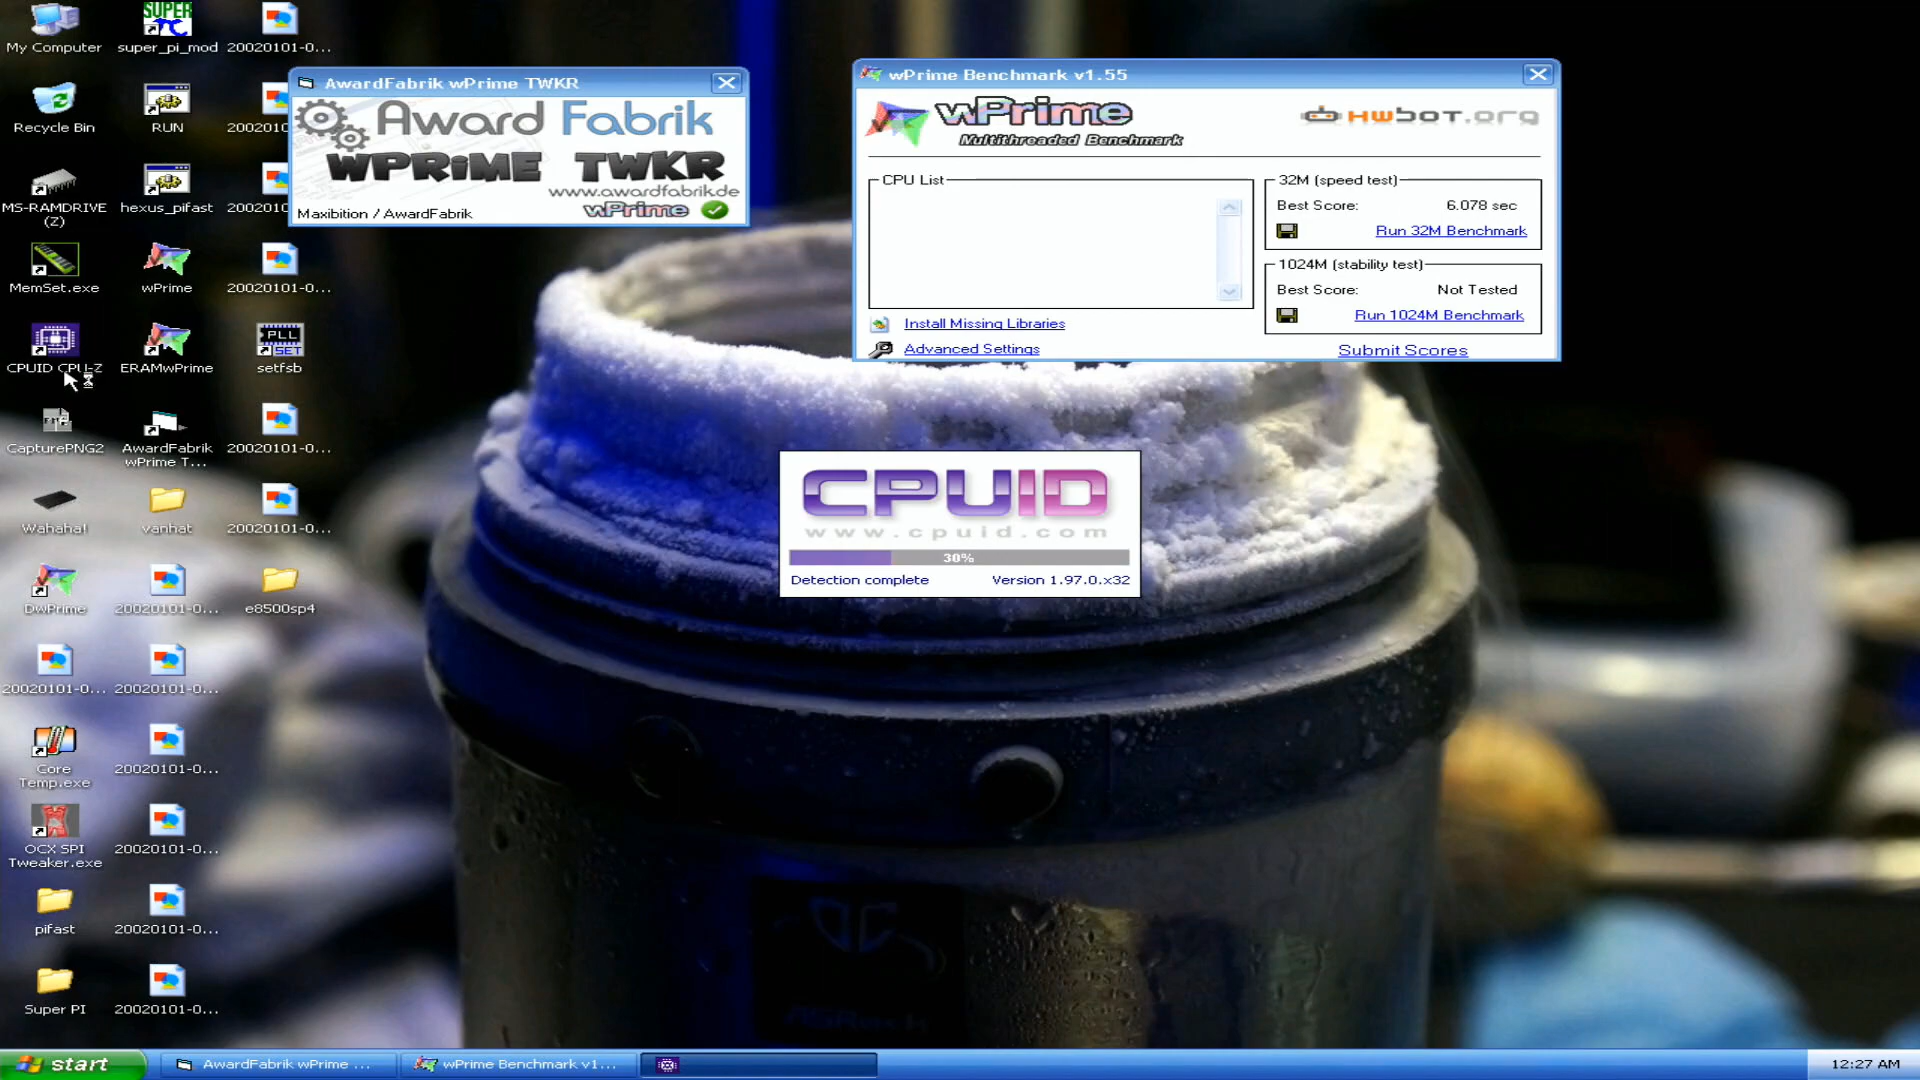 My Computer
super_pi_mod
20020101-0...
Recycle Bin
RUN
2002010
MS-RAMDRIVE
(Z)
hexus_pifast
2002010
MemSet.exe
wPrime
20020101-0...
CPUID CPU-Z
ERAMwPrime
setfsb
PLL
SET
SUPER
CapturePNG2
AwardFabrik
wPrime T...
20020101-0...
Wahaha!
vanhat
20020101-0...
DwPrime
20020101-0...
e8500sp4
20020101-0...
20020101-0...
Core
Temp.exe
20020101-0...
OCX SPI
Tweaker.exe
20020101-0...
pifast
20020101-0...
Super PI
20020101-0...
AwardFabrik wPrime TWKR
Award Fabrik
WPRiME TWKR
www.awardfabrik.de
Maxibition / AwardFabrik
wPrime
wPrime Benchmark v1.55
wPrime
Multithreaded Benchmark
HWBOT.org
CPU List
32M (speed test)
Best Score: 6.078 sec
Run 32M Benchmark
1024M (stability test)
Best Score: Not Tested
Run 1024M Benchmark
Install Missing Libraries
Advanced Settings
Submit Scores
CPUID
www.cpuid.com
30%
Detection complete
Version 1.97.0.x32
start
AwardFabrik wPrime ...
wPrime Benchmark v1...
12:27 AM